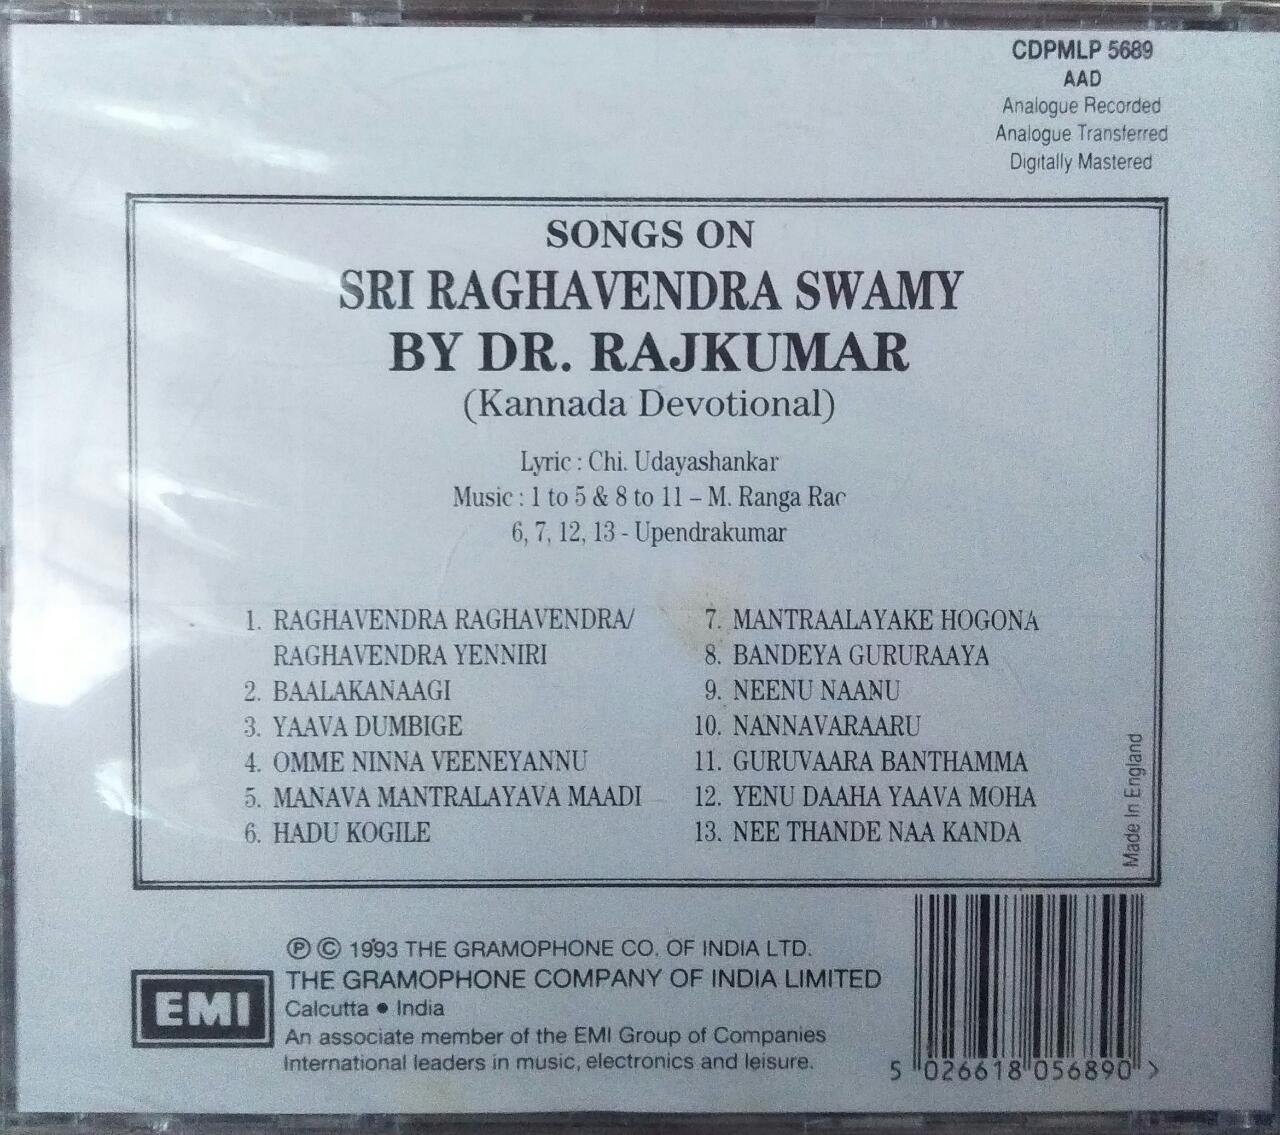 CDPMLP 5689
AAD
Analogue Recorded
Analogue Transferred
Digitally Mastered
SONGS ON
SRI RAGHAVENDRA SWAMY
BY DR. RAJKUMAR
(Kannada Devotional)
Lyric : Chi. Udayashankar
Music : 1 to 5 & 8 to 11 – M. Ranga Rao
6, 7, 12, 13 - Upendrakumar
1. RAGHAVENDRA RAGHAVENDRA/
RAGHAVENDRA YENNIRI
2. BAALAKANAAGI
3. YAAVA DUMBIGE
4. OMME NINNA VEENEYANNU
5. MANAVA MANTRALAYAVA MAADI
6. HADU KOGILE
7. MANTRAALAYAKE HOGONA
8. BANDEYA GURURAAYA
9. NEENU NAANU
10. NANNAVARAARU
11. GURUVAARA BANTHAMMA
12. YENU DAAHA YAAVA MOHA
13. NEE THANDE NAA KANDA
Made In England
EMI
℗ © 1993 THE GRAMOPHONE CO. OF INDIA LTD.
THE GRAMOPHONE COMPANY OF INDIA LIMITED
Calcutta • India
An associate member of the EMI Group of Companies
International leaders in music, electronics and leisure.
5 026618 056890 >